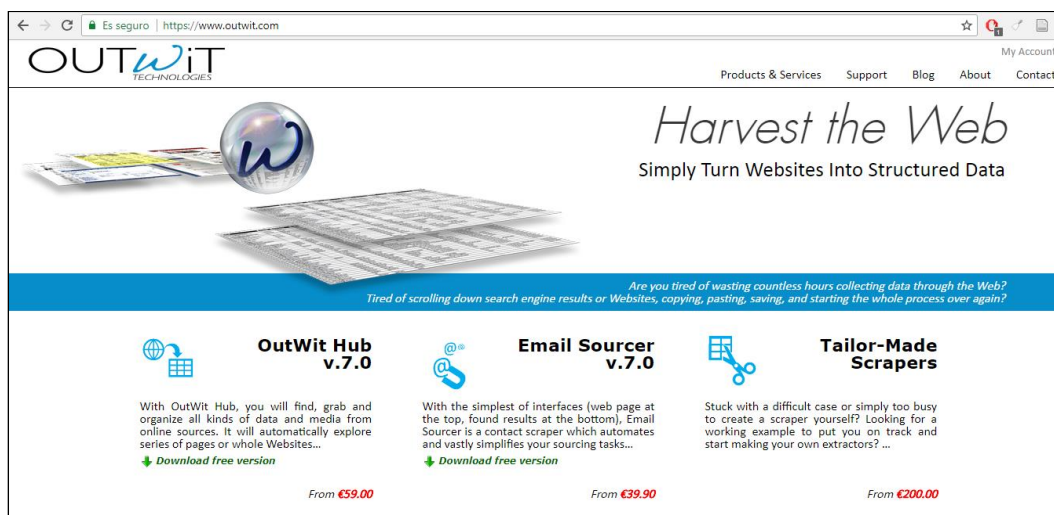 Es seguro | https://www.outwit.com
1
OUTwiT
TECHNOLOGIES
My Account
Products & Services Support Blog About Contact
w
Harvest the Web
Simply Turn Websites Into Structured Data
Are you tired of wasting countless hours collecting data through the Web?
Tired of scrolling down search engine results or Websites, copying, pasting, saving, and starting the whole process over again?
OutWit Hub
v.7.0
With OutWit Hub, you will find, grab and
organize all kinds of data and media from
online sources. It will automatically explore
series of pages or whole Websites...
Download free version
From €59.00
@
@
@
Email Sourcer
v.7.0
With the simplest of interfaces (web page at
the top, found results at the bottom), Email
Sourcer is a contact scraper which automates
and vastly simplifies your sourcing tasks...
Download free version
From €39.90
Tailor-Made
Scrapers
Stuck with a difficult case or simply too busy
to create a scraper yourself? Looking for a
working example to put you on track and
start making your own extractors? ...
From €200.00